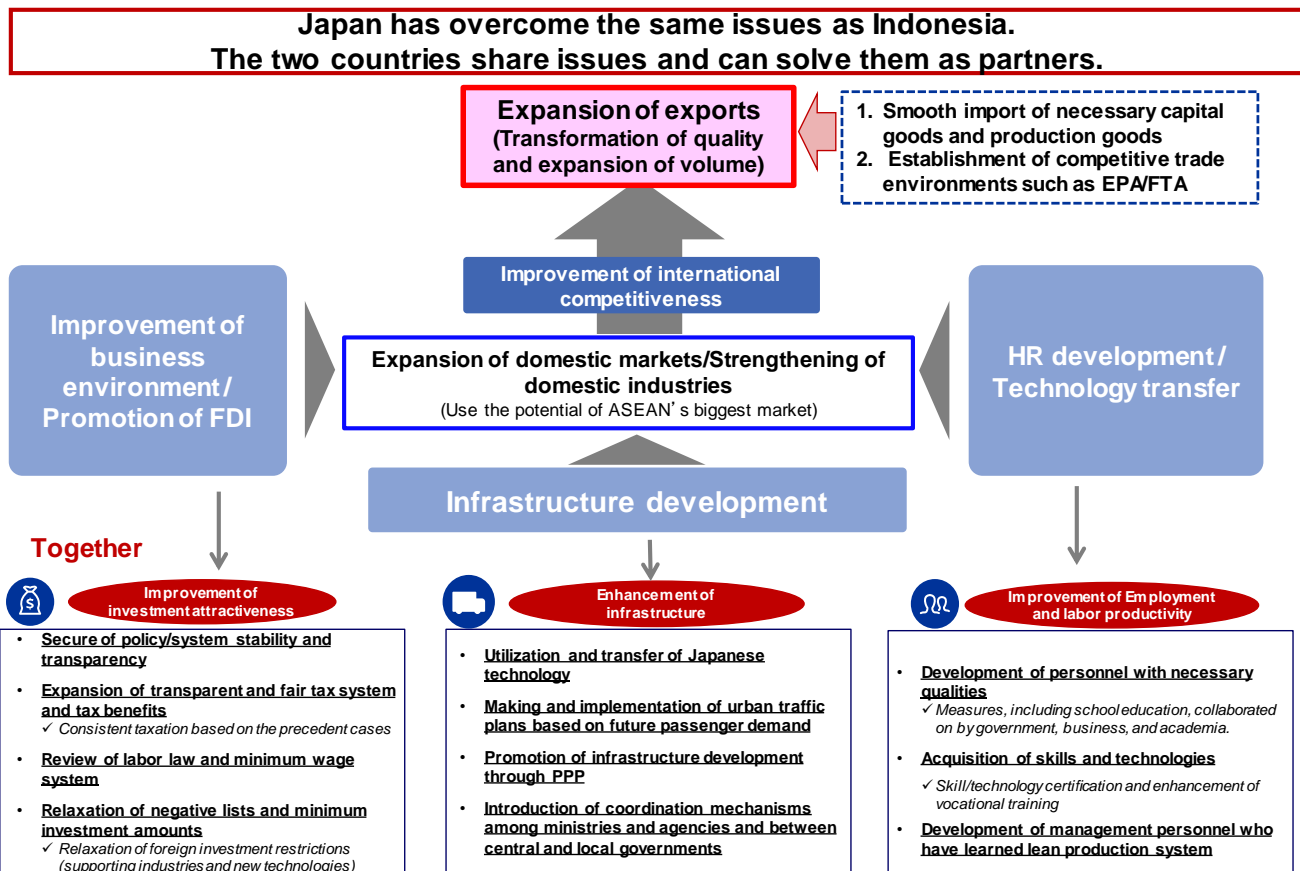 Japan has overcome the same issues as Indonesia.
The two countries share issues and can solve them as partners.
Expansion of exports
(Transformation of quality
and expansion of volume)
1. Smooth import of necessary capital
goods and production goods
2. Establishment of competitive trade
environments such as EPA/FTA
Improvement of international
competitiveness
Improvement of
business
environment /
Promotion of FDI
Expansion of domestic markets/Strengthening of
domestic industries
(Use the potential of ASEAN's biggest market)
HR development /
Technology transfer
Infrastructure development
Together
Improvement of
investment attractiveness
• Secure of policy/system stability and
transparency
• Expansion of transparent and fair tax system
and tax benefits
✓ Consistent taxation based on the precedent cases
• Review of labor law and minimum wage
system
• Relaxation of negative lists and minimum
investment amounts
✓ Relaxation of foreign investment restrictions
(supporting industries and new technologies)
Enhancement of
infrastructure
• Utilization and transfer of Japanese
technology
• Making and implementation of urban traffic
plans based on future passenger demand
• Promotion of infrastructure development
through PPP
• Introduction of coordination mechanisms
among ministries and agencies and between
central and local governments
Improvement of Employment
and labor productivity
• Development of personnel with necessary
qualities
✓ Measures, including school education, collaborated
on by government, business, and academia.
• Acquisition of skills and technologies
✓ Skill/technology certification and enhancement of
vocational training
• Development of management personnel who
have learned lean production system